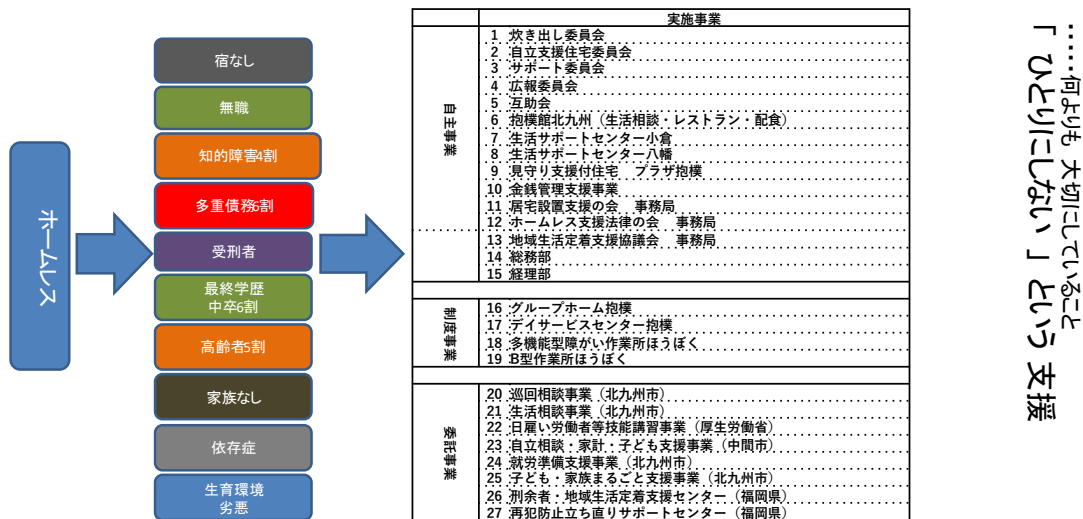 ホームレス
宿なし
無職
知的障害4割
多重債務6割
受刑者
最終学歴
中卒6割
高齢者5割
家族なし
依存症
生育環境
劣悪
実施事業
自主事業
1 炊き出し委員会
2 自立支援住宅委員会
3 サポート委員会
4 広報委員会
5 互助会
6 抱樸館北九州（生活相談・レストラン・配食）
7 生活サポートセンター小倉
8 生活サポートセンター八幡
9 見守り支援付住宅　プラザ抱樸
10 金銭管理支援事業
11 居宅設置支援の会　事務局
12 ホームレス支援法律の会　事務局
13 地域生活定着支援協議会　事務局
14 総務部
15 経理部
制度事業
16 グループホーム抱樸
17 デイサービスセンター抱樸
18 多機能型障がい作業所ほうぼく
19 B型作業所ほうぼく
委託事業
20 巡回相談事業（北九州市）
21 生活相談事業（北九州市）
22 日雇い労働者等技能講習事業（厚生労働省）
23 自立相談・家計・子ども支援事業（中間市）
24 就労準備支援事業（北九州市）
25 子ども・家族まるごと支援事業（北九州市）
26 刑余者・地域生活定着支援センター（福岡県）
27 再犯防止立ち直りサポートセンター（福岡県）
……何よりも 大切にしていること
「ひとりにしない」という支援